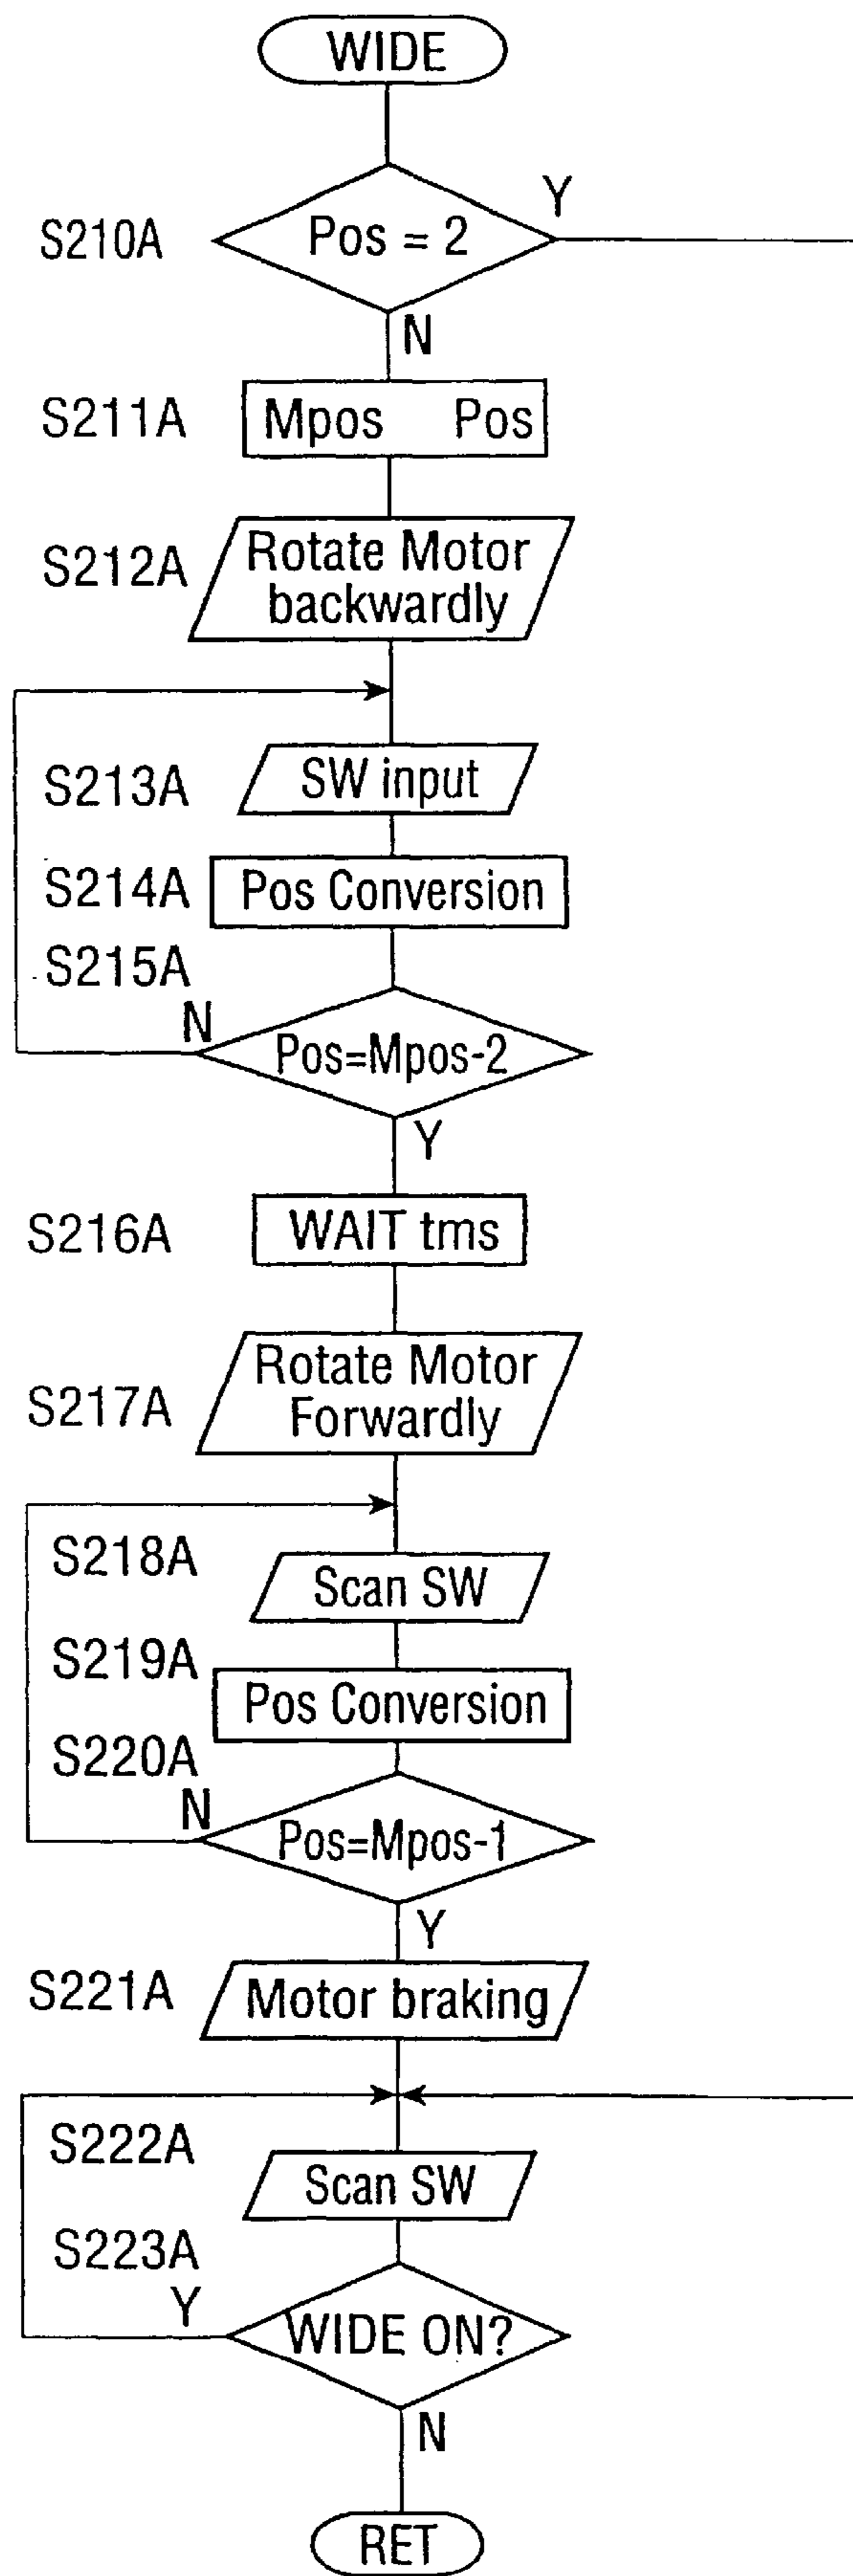 WIDE
Y
S210A
Pos = 2
N
S211A
Mpos Pos
S212A
Rotate Motor
backwardly
S213A
SW input
S214A
Pos Conversion
S215A
N
Pos=Mpos-2
Y
S216A
WAIT tms
S217A
Rotate Motor
Forwardly
S218A
Scan SW
S219A
Pos Conversion
S220A
N
Pos=Mpos-1
Y
S221A
Motor braking
S222A
Scan SW
S223A
Y
WIDE ON?
N
RET